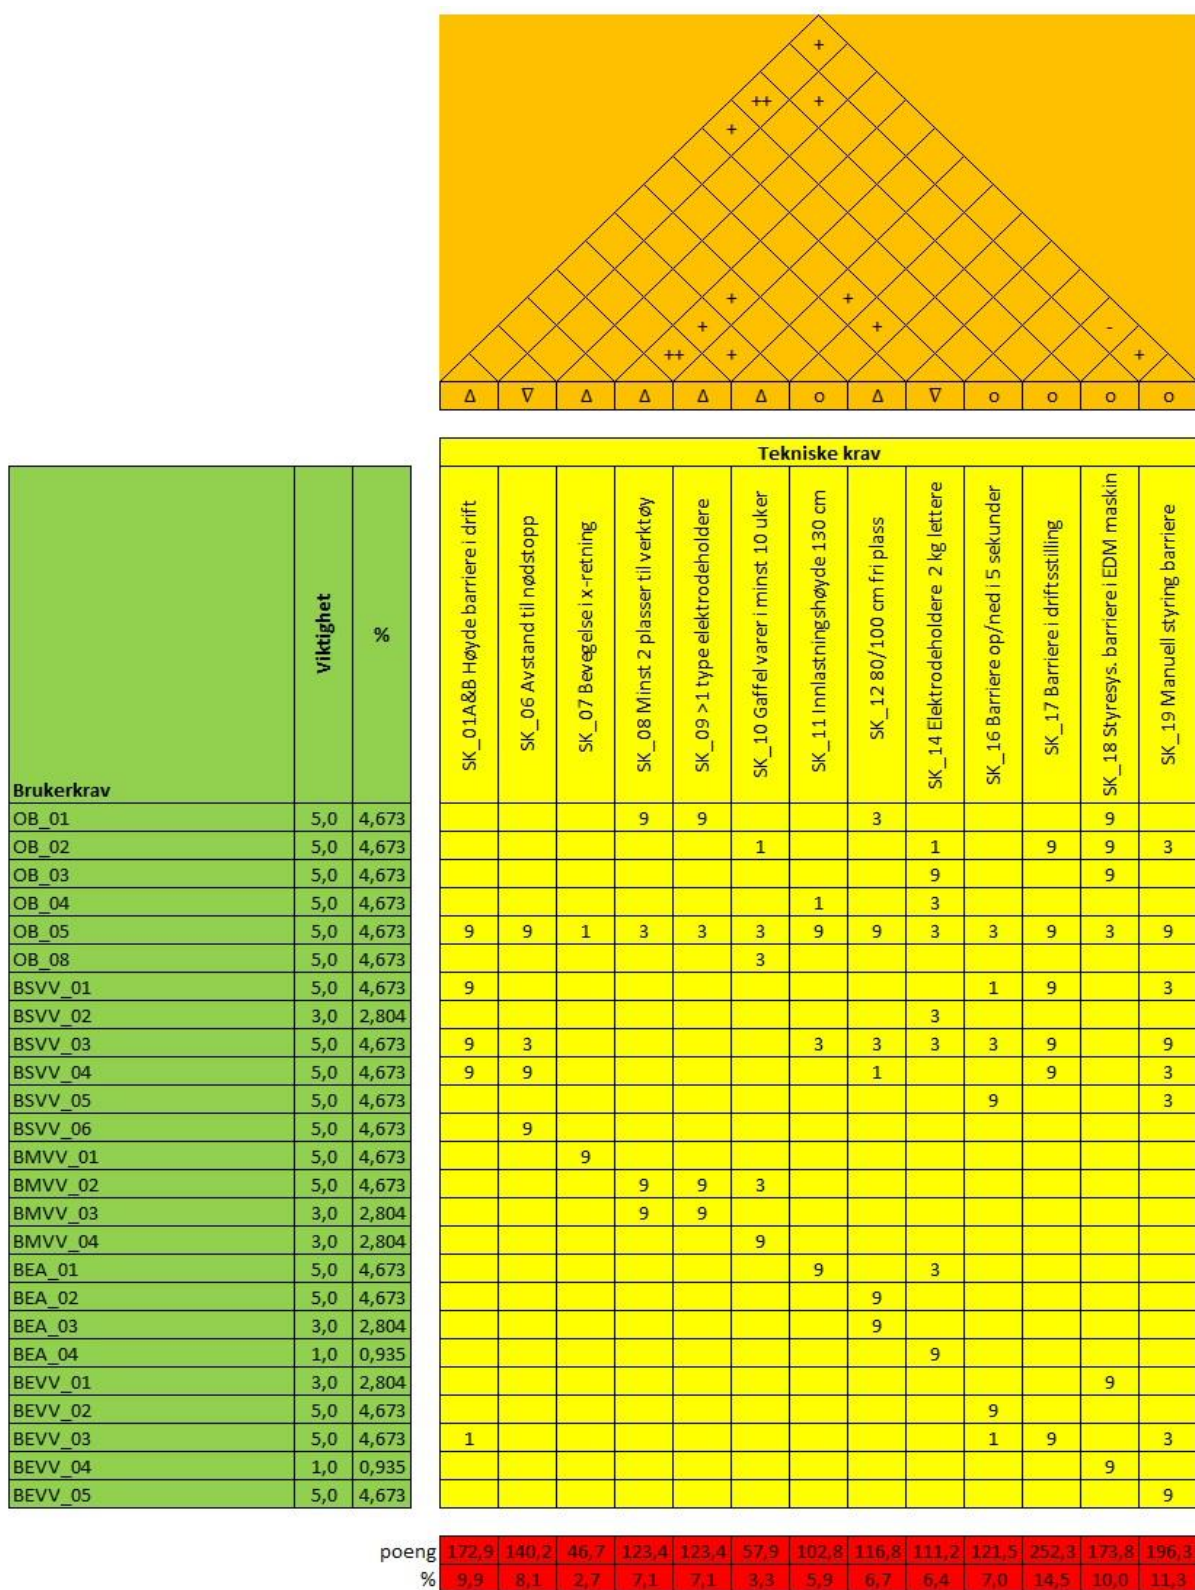 +
++ +
+
+ +
+ + -
++ + +
Δ ∇ Δ Δ Δ Δ o Δ ∇ o o o o
Tekniske krav
Brukerkrav Viktighet % SK_01A&B Høyde barriere i drift SK_06 Avstand til nødstopp SK_07 Bevegelse i x-retning SK_08 Minst 2 plasser til verktøy SK_09 >1 type elektrodeholdere SK_10 Gaffel varer i minst 10 uker SK_11 Innlastningshøyde 130 cm SK_12 80/100 cm fri plass SK_14 Elektrodeholdere 2 kg lettere SK_16 Barriere op/ned i 5 sekunder SK_17 Barriere i driftsstilling SK_18 Styresys. barriere i EDM maskin SK_19 Manuell styring barriere
OB_01 5,0 4,673 9 9 3 9
OB_02 5,0 4,673 1 1 9 9 3
OB_03 5,0 4,673 9 9
OB_04 5,0 4,673 1 3
OB_05 5,0 4,673 9 9 1 3 3 3 9 9 3 3 9 3 9
OB_08 5,0 4,673 3
BSVV_01 5,0 4,673 9 1 9 3
BSVV_02 3,0 2,804 3
BSVV_03 5,0 4,673 9 3 3 3 3 3 9 9
BSVV_04 5,0 4,673 9 9 1 9 3
BSVV_05 5,0 4,673 9 3
BSVV_06 5,0 4,673 9
BMVV_01 5,0 4,673 9
BMVV_02 5,0 4,673 9 9 3
BMVV_03 3,0 2,804 9 9
BMVV_04 3,0 2,804 9
BEA_01 5,0 4,673 9 3
BEA_02 5,0 4,673 9
BEA_03 3,0 2,804 9
BEA_04 1,0 0,935 9
BEVV_01 3,0 2,804 9
BEVV_02 5,0 4,673 9
BEVV_03 5,0 4,673 1 1 9 3
BEVV_04 1,0 0,935 9
BEVV_05 5,0 4,673 9
poeng 172,9 140,2 46,7 123,4 123,4 57,9 102,8 116,8 111,2 121,5 252,3 173,8 196,3
% 9,9 8,1 2,7 7,1 7,1 3,3 5,9 6,7 6,4 7,0 14,5 10,0 11,3